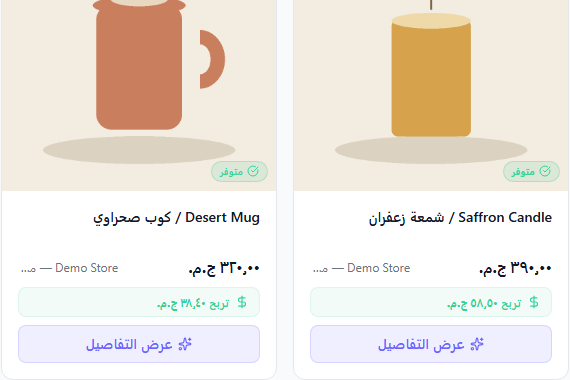 متوفر
Desert Mug / كوب صحراوي
٣٢٠,٠٠ ج.م.
Demo Store — مـ...
تربح ٣٨,٤٠ ج.م.
عرض التفاصيل
متوفر
Saffron Candle / شمعة زعفران
٣٩٠,٠٠ ج.م.
Demo Store — مـ...
تربح ٥٨,٥٠ ج.م.
عرض التفاصيل